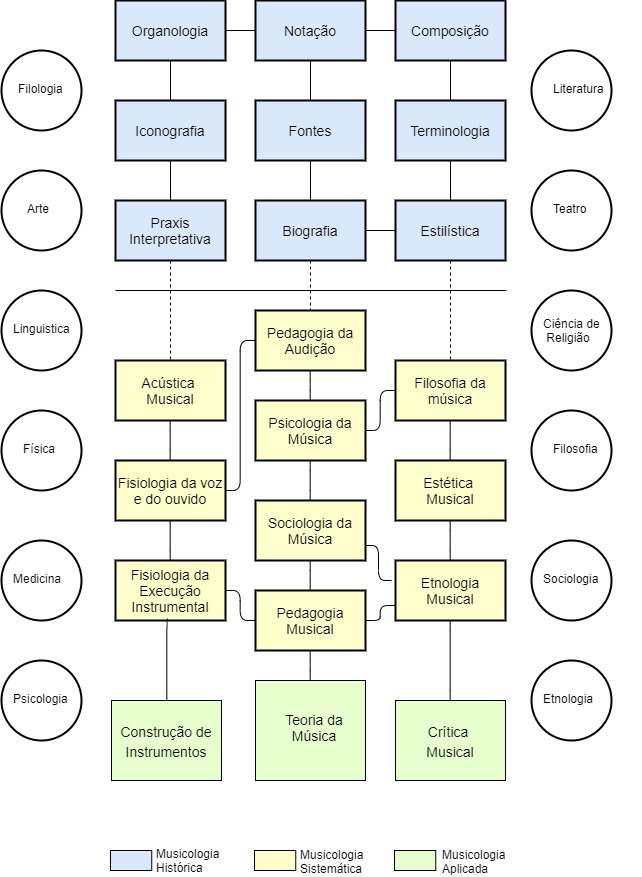 Organologia
Notação
Composição
Filologia
Literatura
Iconografia
Fontes
Terminologia
Arte
Teatro
Praxis
Interpretativa
Biografia
Estilística
Linguistica
Ciência de
Religião
Pedagogia da
Audição
Acústica
Musical
Filosofia da
música
Psicologia da
Música
Física
Filosofia
Fisiologia da voz
e do ouvido
Estética
Musical
Sociologia da
Música
Medicina
Sociologia
Fisiologia da
Execução
Instrumental
Etnologia
Musical
Pedagogia
Musical
Psicologia
Etnologia
Construção de
Instrumentos
Teoria da
Música
Crítica
Musical
Musicologia
Histórica
Musicologia
Sistemática
Musicologia
Aplicada